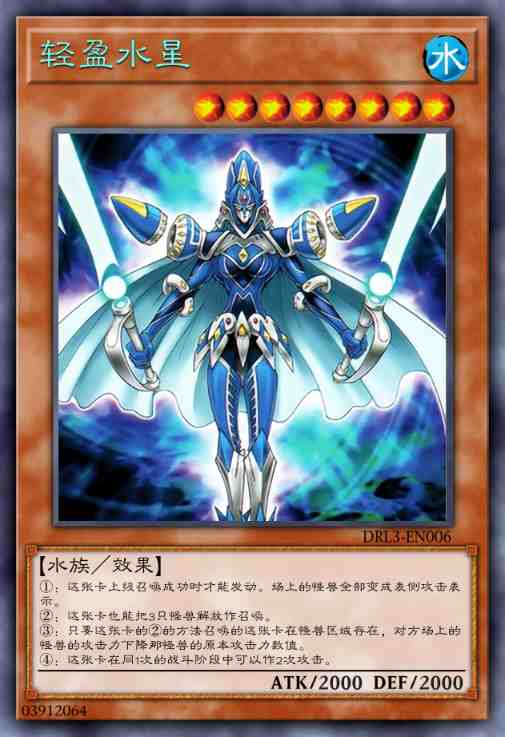 轻盈水星
水
DRL3-EN006
【水族／效果】
①：这张卡上级召唤成功时才能发动。场上的怪兽全部变成表侧攻击表
示。
②：这张卡也能把3只怪兽解放作召唤。
③：只要这张卡的②的方法召唤的这张卡在怪兽区域存在，对方场上的
怪兽的攻击力下降那怪兽的原本攻击力数值。
④：这张卡在同1次的战斗阶段中可以作2次攻击。
ATK/2000 DEF/2000
03912064